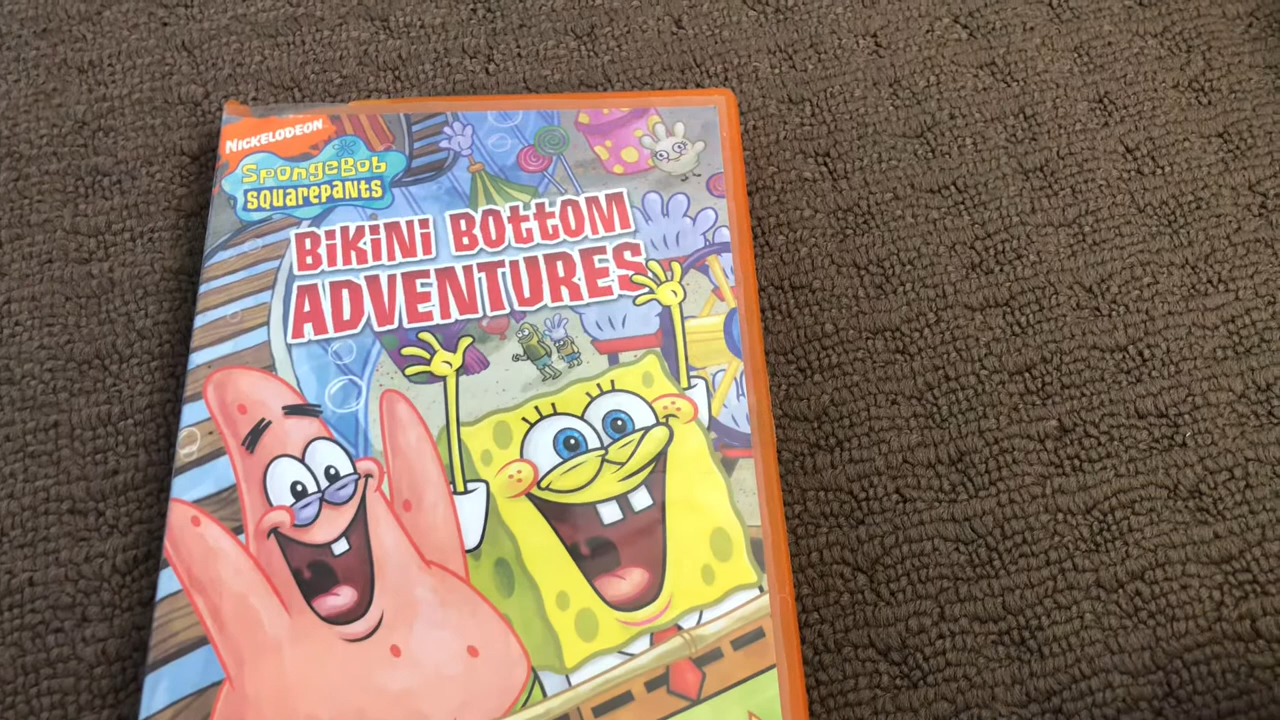 NICKELODEON
SpongeBob
SQUAREPANTS
BiKiNi BOttOM
ADVENTURES